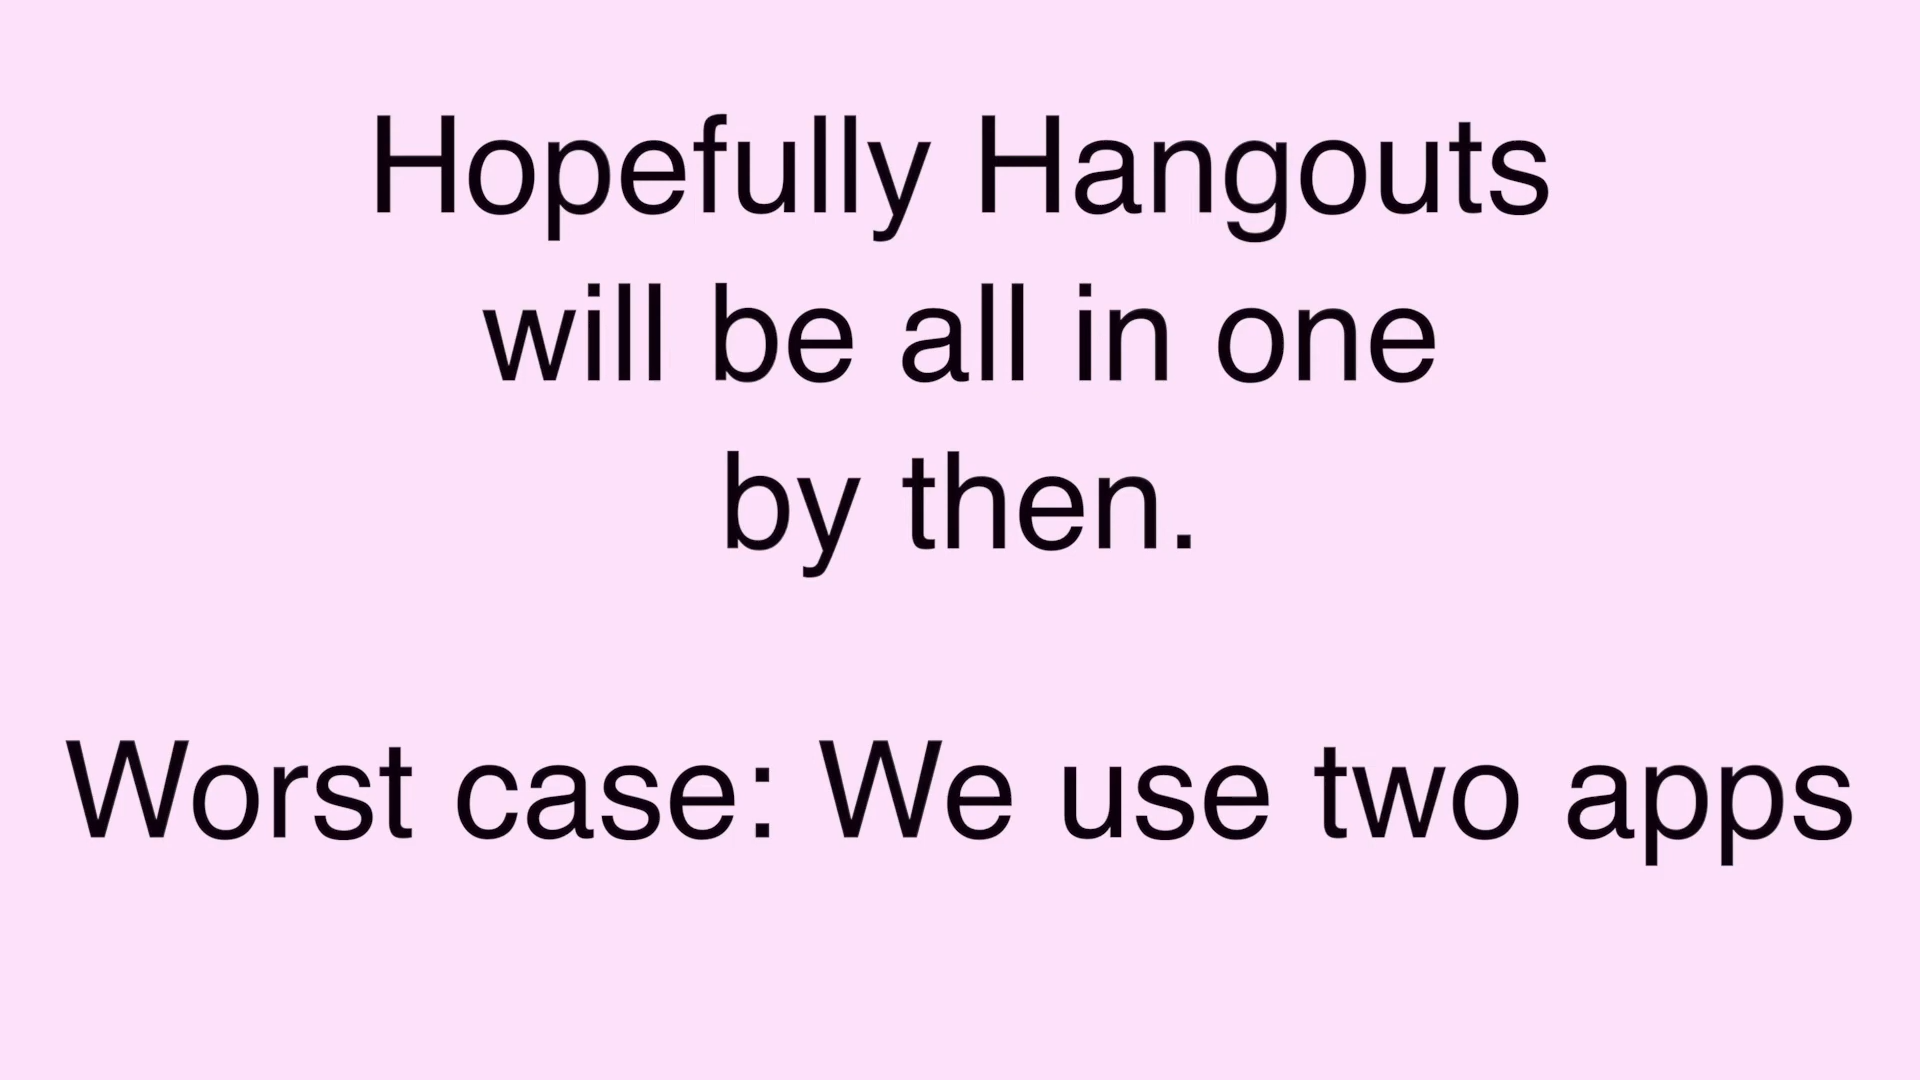 Hopefully Hangouts
will be all in one
by then.
Worst case: We use two apps